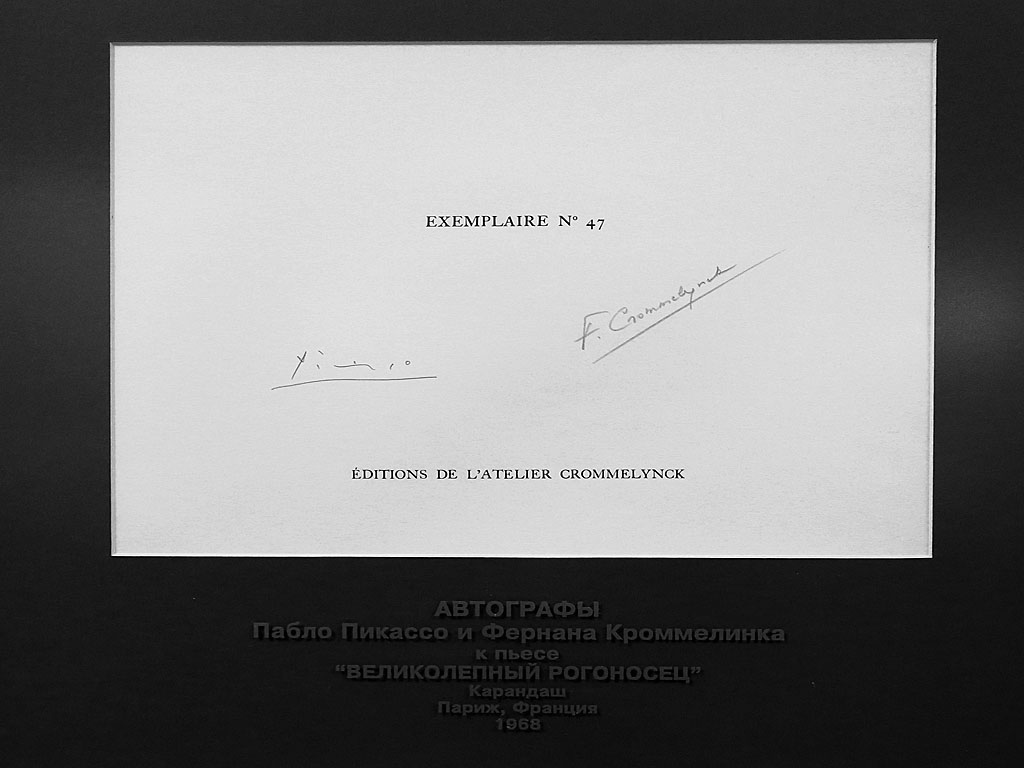 EXEMPLAIRE N° 47
F. Crommelynck
Picasso
ÉDITIONS DE L'ATELIER CROMMELYNCK
АВТОГРАФЫ
Пабло Пикассо и Фернана Кроммелинка
к пьесе
“ВЕЛИКОЛЕПНЫЙ РОГОНОСЕЦ”
Карандаш
Париж, Франция
1968